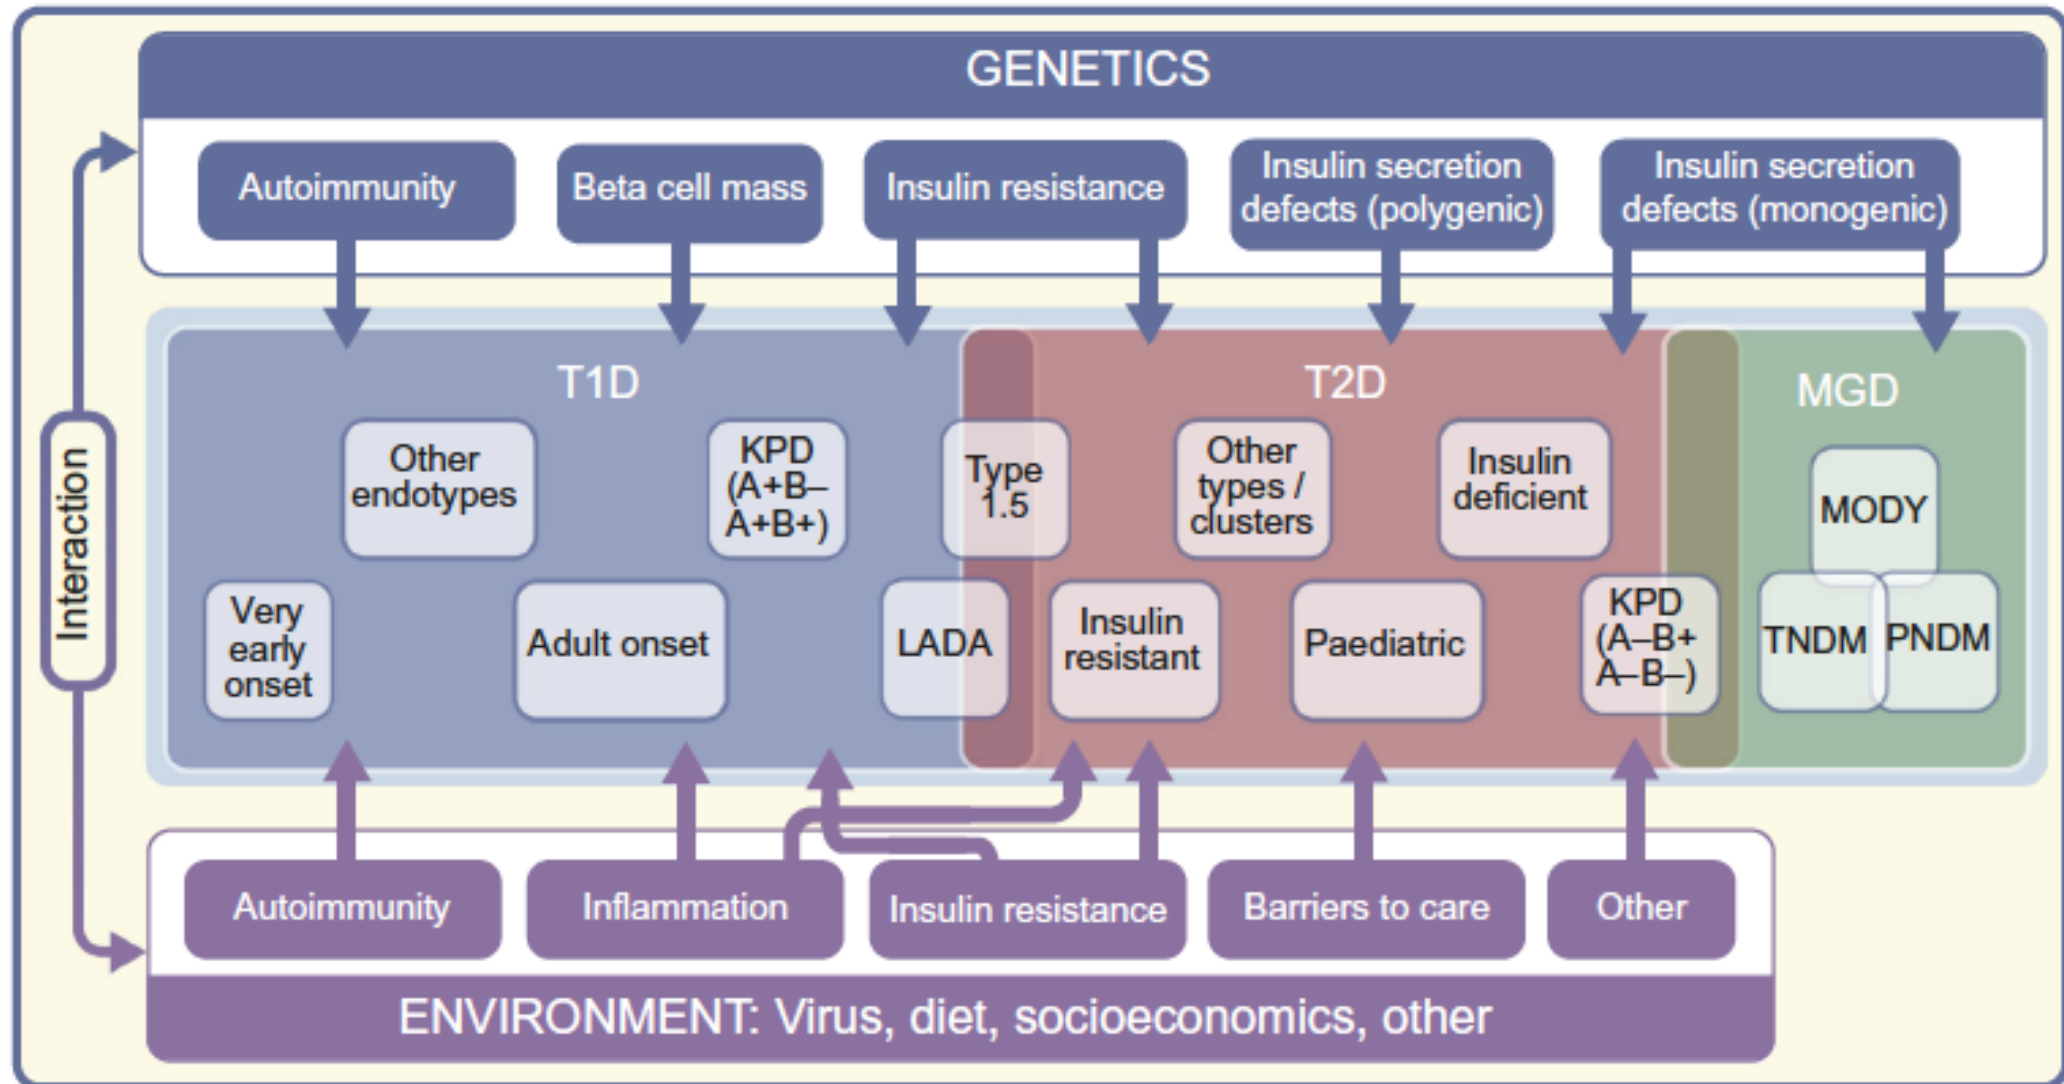 GENETICS
Autoimmunity
Beta cell mass
Insulin resistance
Insulin secretion
defects (polygenic)
Insulin secretion
defects (monogenic)
Interaction
T1D
T2D
MGD
Other
endotypes
KPD
(A+B–
A+B+)
Type
1.5
Other
types /
clusters
Insulin
deficient
MODY
Very
early
onset
Adult onset
LADA
Insulin
resistant
Paediatric
KPD
(A–B+
A–B–)
TNDM
PNDM
Autoimmunity
Inflammation
Insulin resistance
Barriers to care
Other
ENVIRONMENT: Virus, diet, socioeconomics, other